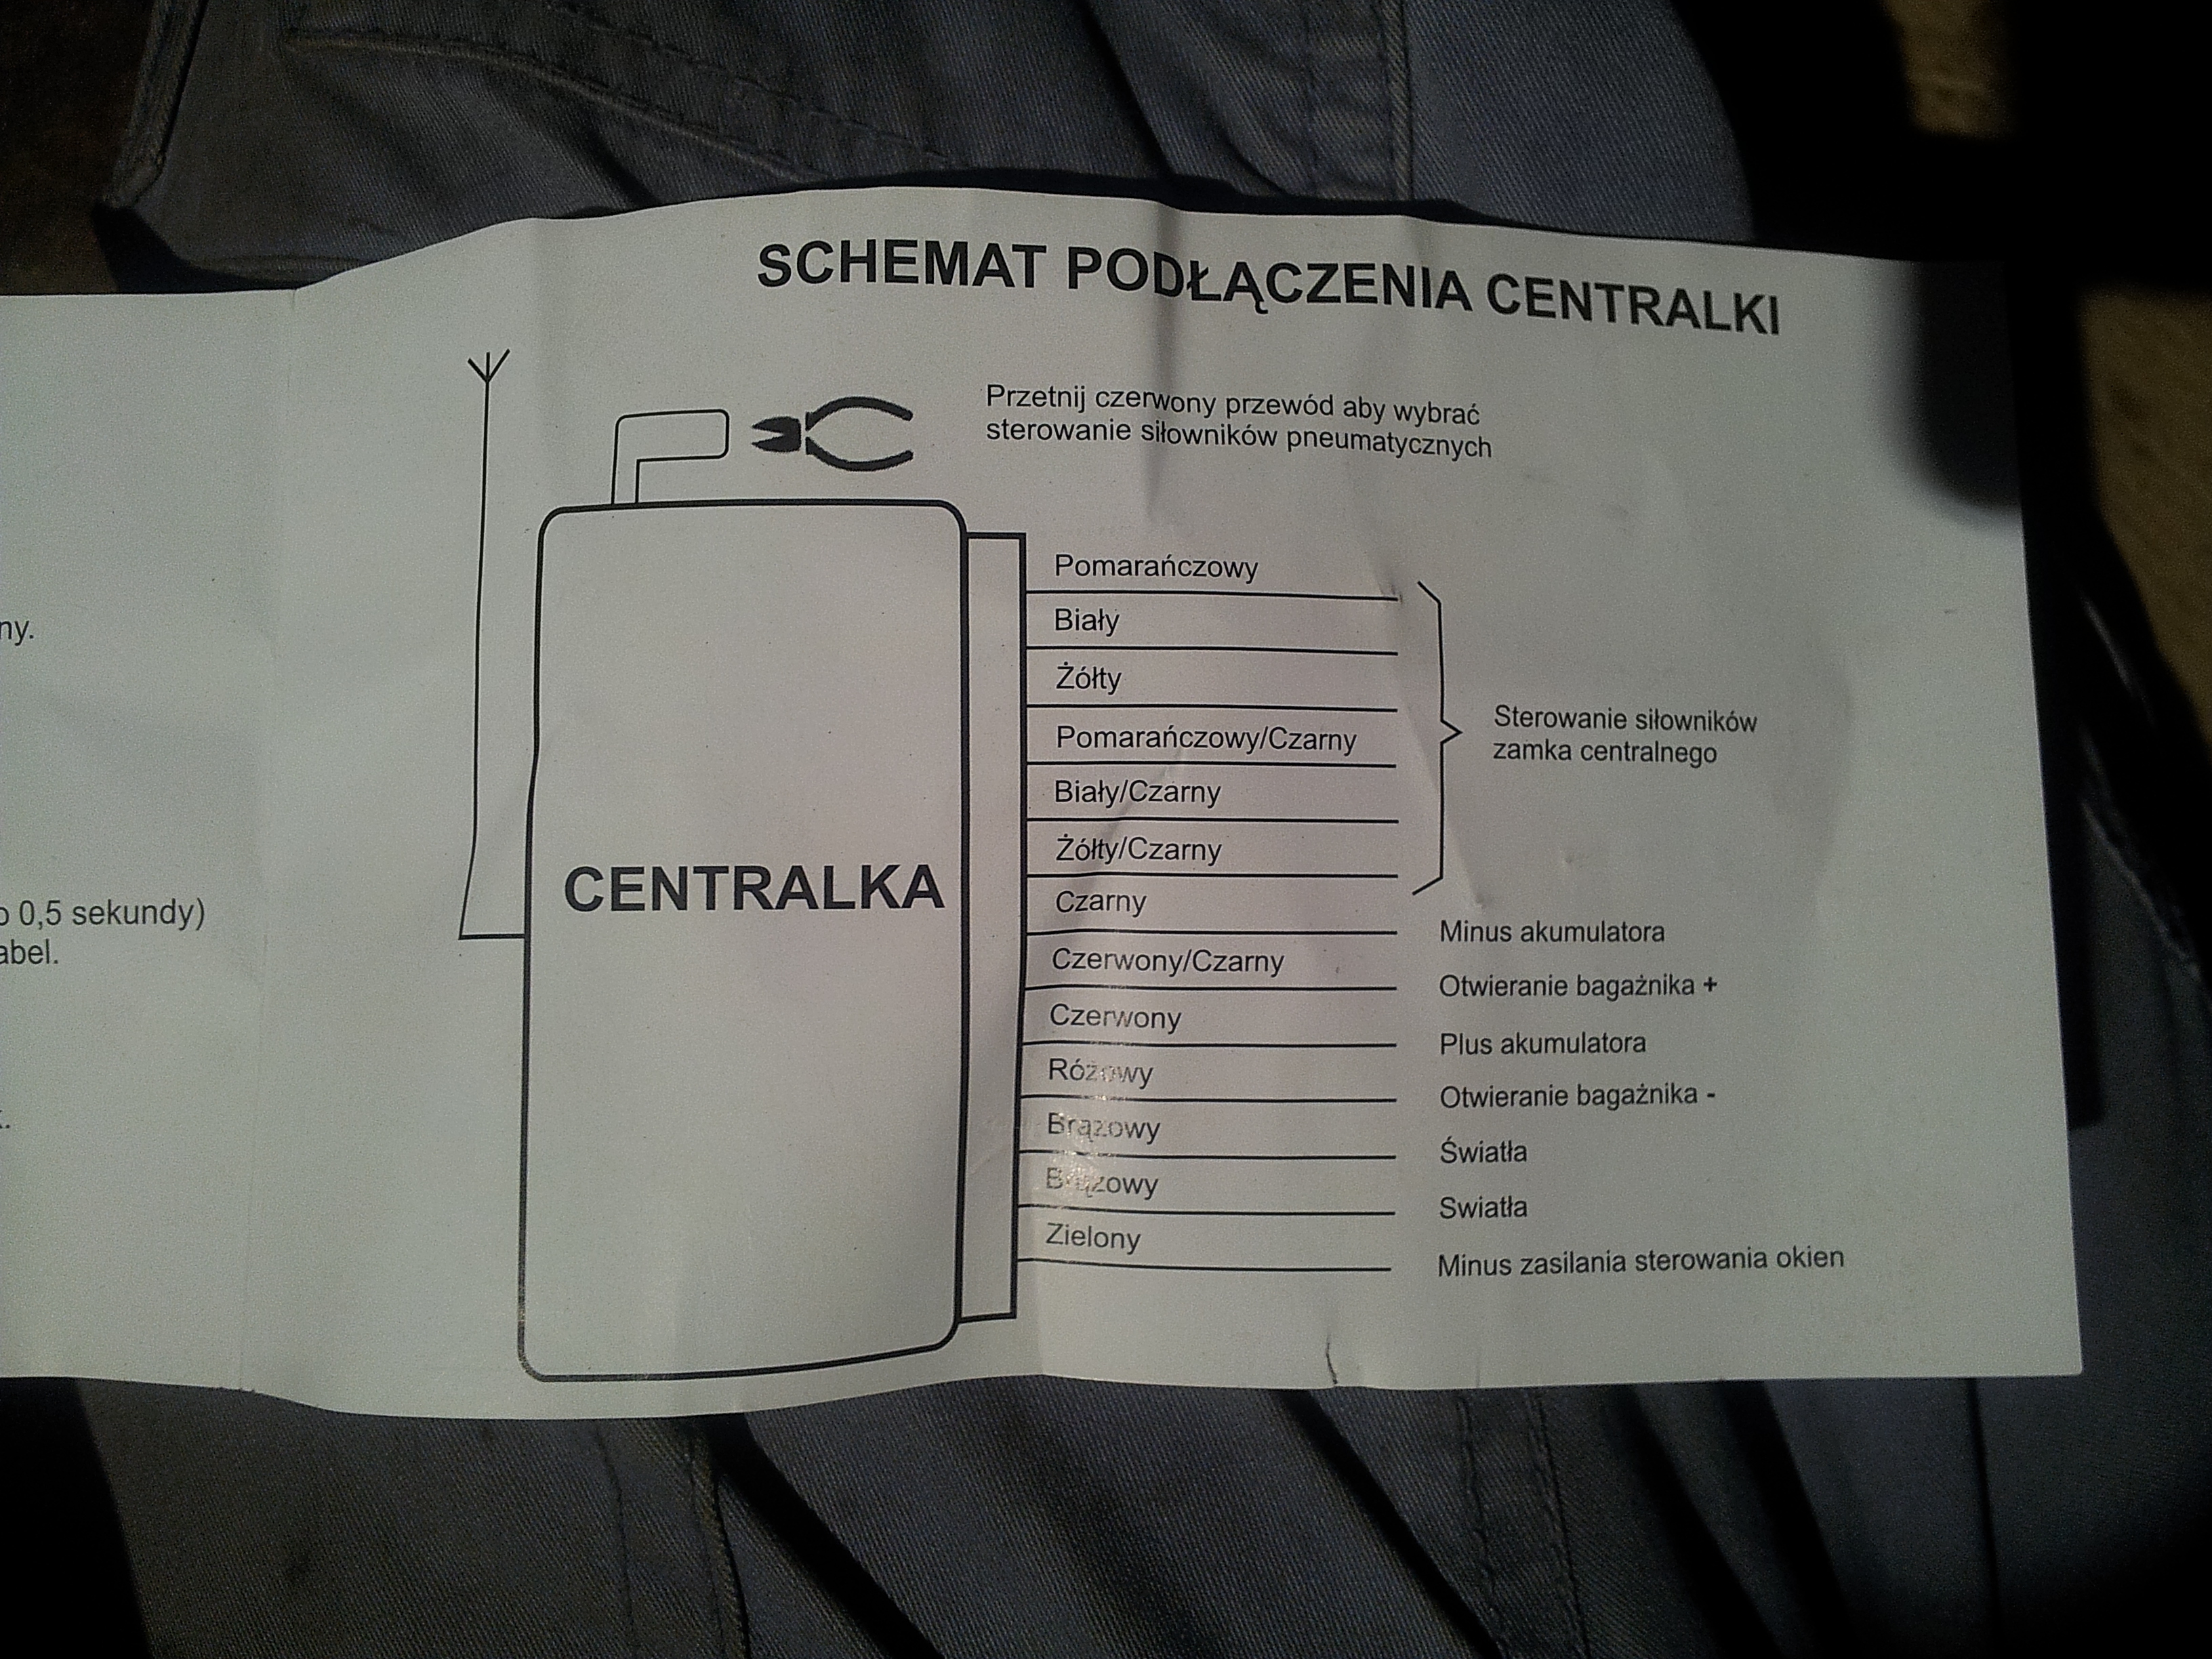 SCHEMAT PODŁĄCZENIA CENTRALKI
Przetnij czerwony przewód aby wybrać
sterowanie siłowników pneumatycznych
Pomarańczowy
Biały
Żółty
Pomarańczowy/Czarny
Biały/Czarny
Żółty/Czarny
Sterowanie siłowników
zamka centralnego
CENTRALKA
Czarny
Minus akumulatora
Czerwony/Czarny
Otwieranie bagażnika +
Czerwony
Plus akumulatora
Różowy
Otwieranie bagażnika -
Brązowy
Światła
Brązowy
Swiatła
Zielony
Minus zasilania sterowania okien
ny.
0,5 sekundy)
abel.